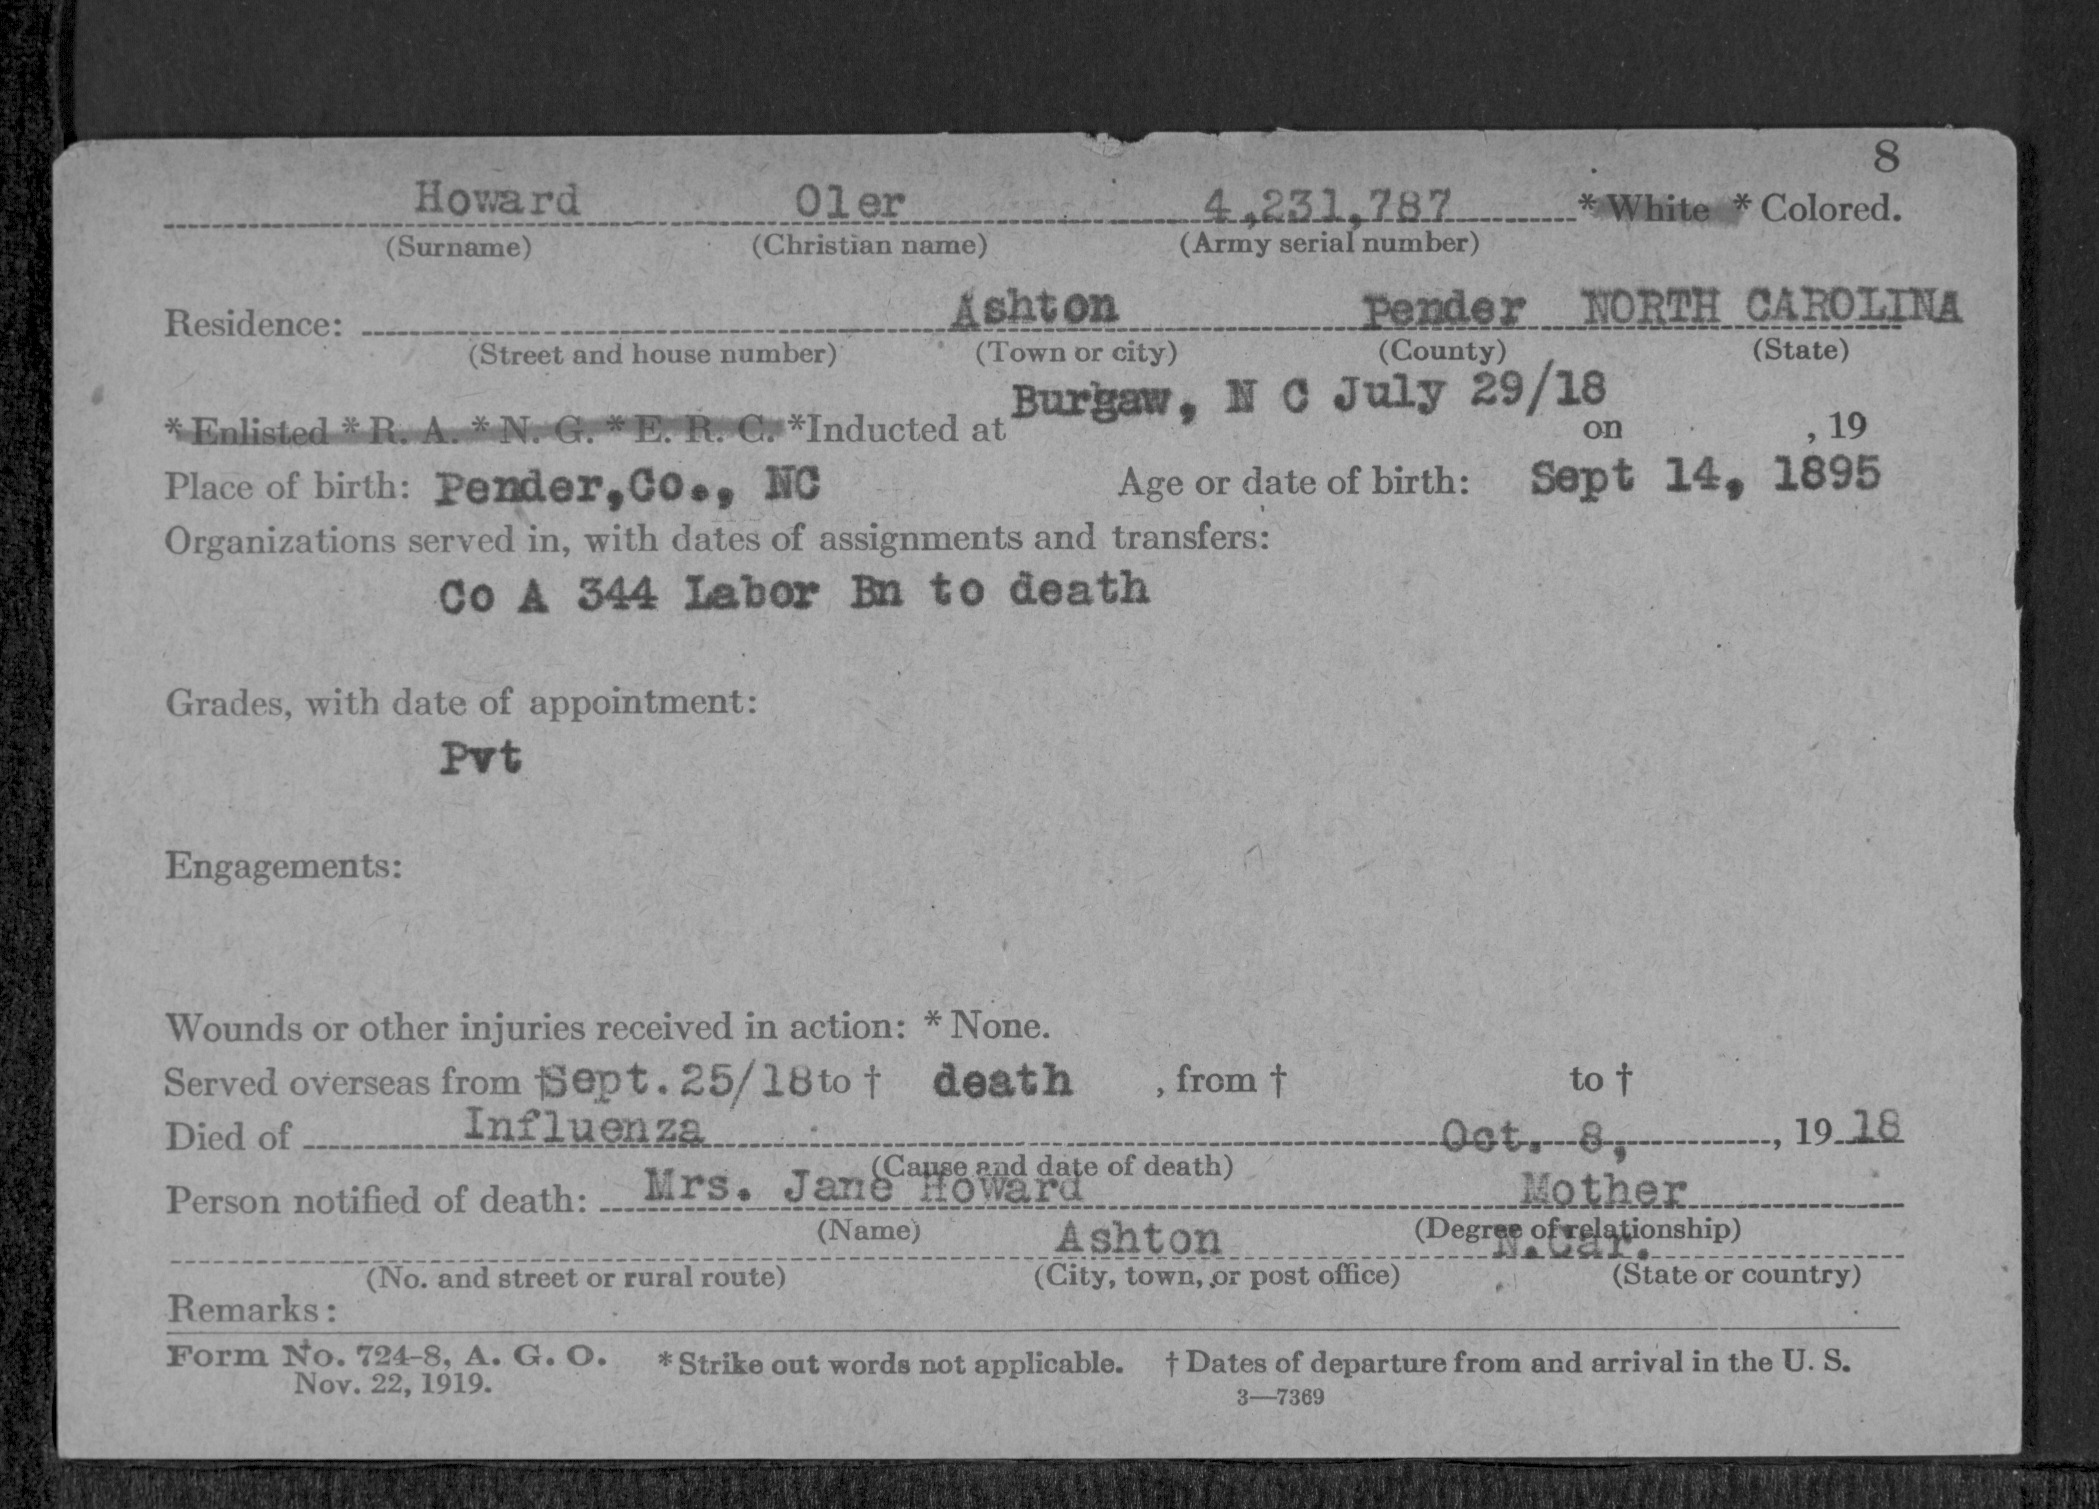 8
Howard Oler 4,231,787 * White * Colored.
(Surname) (Christian name) (Army serial number)
Residence: Ashton Pender NORTH CAROLINA
(Street and house number) (Town or city) (County) (State)
Burgaw, N C July 29/18
* Enlisted * R. A. * N. G. * E. R. C. *Inducted at on , 19
Place of birth: Pender,Co., NC Age or date of birth: Sept 14, 1895
Organizations served in, with dates of assignments and transfers:
Co A 344 Labor Bn to death
Grades, with date of appointment:
Pvt
Engagements:
Wounds or other injuries received in action: * None.
Served overseas from †Sept.25/18 to † death , from † to †
Died of Influenza Oct. 8, , 19 18
(Cause and date of death)
Person notified of death: Mrs. Jane Howard Mother
(Name) (Degree of relationship)
Ashton N.Car.
(No. and street or rural route) (City, town, or post office) (State or country)
Remarks:
Form No. 724-8, A. G. O. * Strike out words not applicable. † Dates of departure from and arrival in the U. S.
Nov. 22, 1919.
3—7369